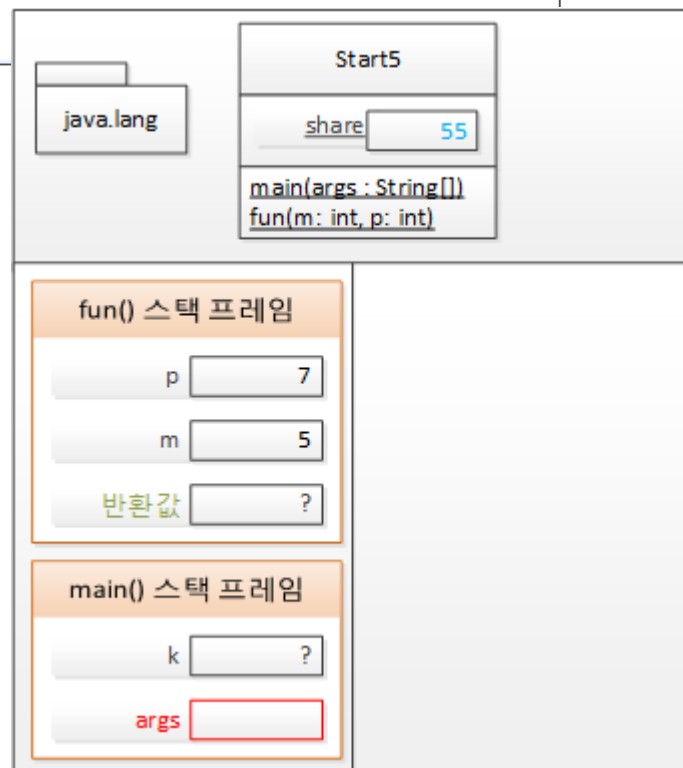 Start5
java.lang
share 55
main(args : String[])
fun(m: int, p: int)
fun() 스택 프레임
p 7
m 5
반환값 ?
main() 스택 프레임
k ?
args